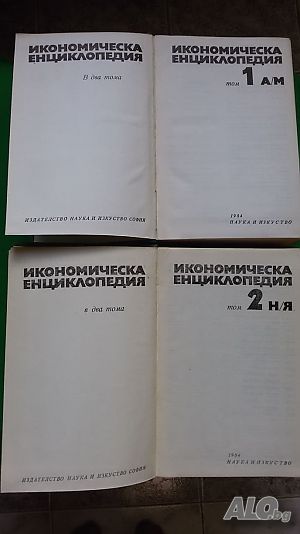 ИКОНОМИЧЕСКА
ЕНЦИКЛОПЕДИЯ
В два тома
ИЗДАТЕЛСТВО НАУКА И ИЗКУСТВО СОФИЯ
ИКОНОМИЧЕСКА
ЕНЦИКЛОПЕДИЯ
том 1 А/М
1984
НАУКА И ИЗКУСТВО
ИКОНОМИЧЕСКА
ЕНЦИКЛОПЕДИЯ
в два тома
ИЗДАТЕЛСТВО НАУКА И ИЗКУСТВО СОФИЯ
ИКОНОМИЧЕСКА
ЕНЦИКЛОПЕДИЯ
том 2 Н/Я
1984
НАУКА И ИЗКУСТВО
ALO.bg